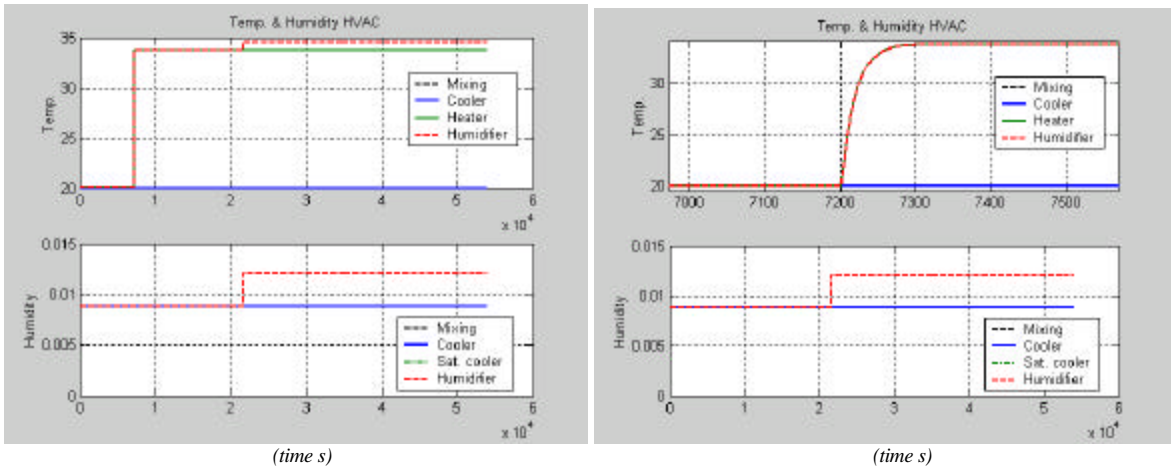 Temp. & Humidity HVAC
35
30
25
20
Temp.
Mixing
Cooler
Heater
Humidifier
0 1 2 3 4 5 6
x 10^4
0.015
0.01
0.005
0
Humidity
Mixing
Cooler
Sat. cooler
Humidifier
0 1 2 3 4 5 6
x 10^4
(time s)
Temp. & Humidity HVAC
30
25
20
Temp.
Mixing
Cooler
Heater
Humidifier
7000 7100 7200 7300 7400 7500
0.015
0.01
0.005
0
Humidity
Mixing
Cooler
Sat. cooler
Humidifier
0 1 2 3 4 5 6
x 10^4
(time s)